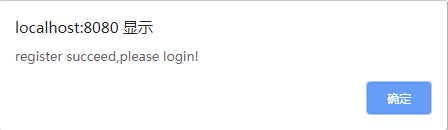 localhost:8080 显示
register succeed,please login!
确定